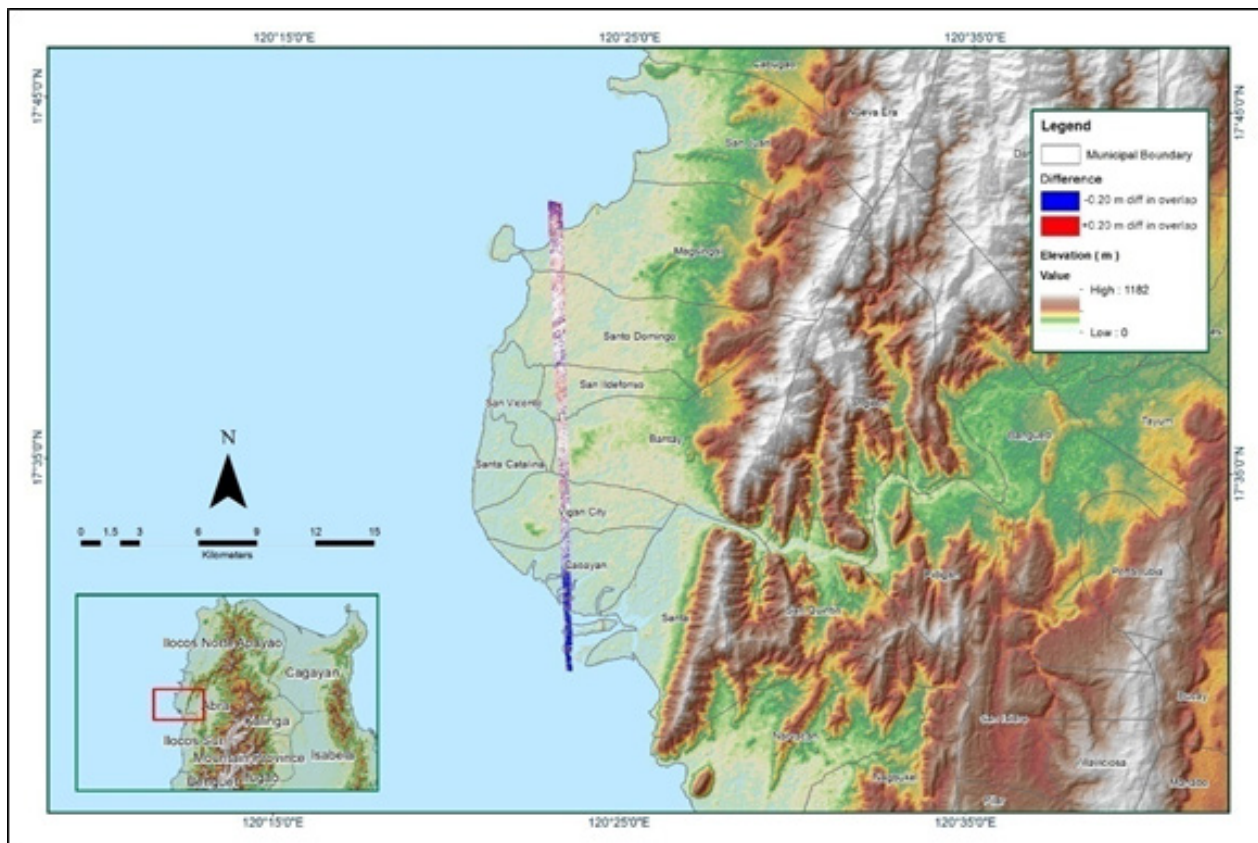 120°15'0"E
120°25'0"E
120°35'0"E
17°45'0"N
17°45'0"N
Cabugao
Nueva Era
San Juan
Legend
Municipal Boundary
Difference
-0.20 m diff in overlap
+0.20 m diff in overlap
Elevation ( m )
Value
High : 1182
Low : 0
Magsingal
Santo Domingo
San Ildefonso
San Vicente
Bantay
Bangued
Tayum
17°35'0"N
17°35'0"N
Santa Catalina
N
Vigan City
0 1.5 3 6 9 12 15
Kilometers
Caoayan
Pidigan
Peñarrubia
Santa
San Quintin
Ilocos Norte
Apayao
Cagayan
Abra
Kalinga
Ilocos Sur
Mountain Province
Isabela
Ifugao
Benguet
Bucay
San Isidro
Narvacan
Villaviciosa
Nagbukel
Manabo
Pilar
120°15'0"E
120°25'0"E
120°35'0"E